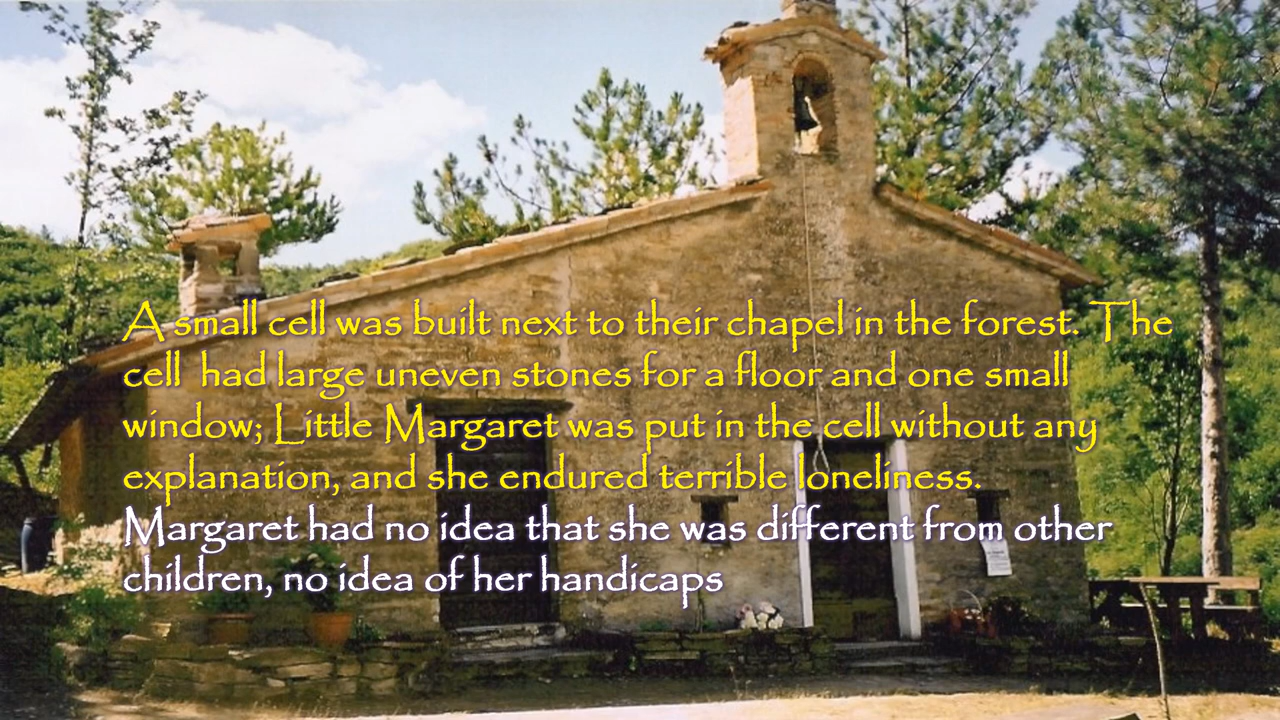 A small cell was built next to their chapel in the forest. The
cell had large uneven stones for a floor and one small
window; Little Margaret was put in the cell without any
explanation, and she endured terrible loneliness.
Margaret had no idea that she was different from other
children, no idea of her handicaps